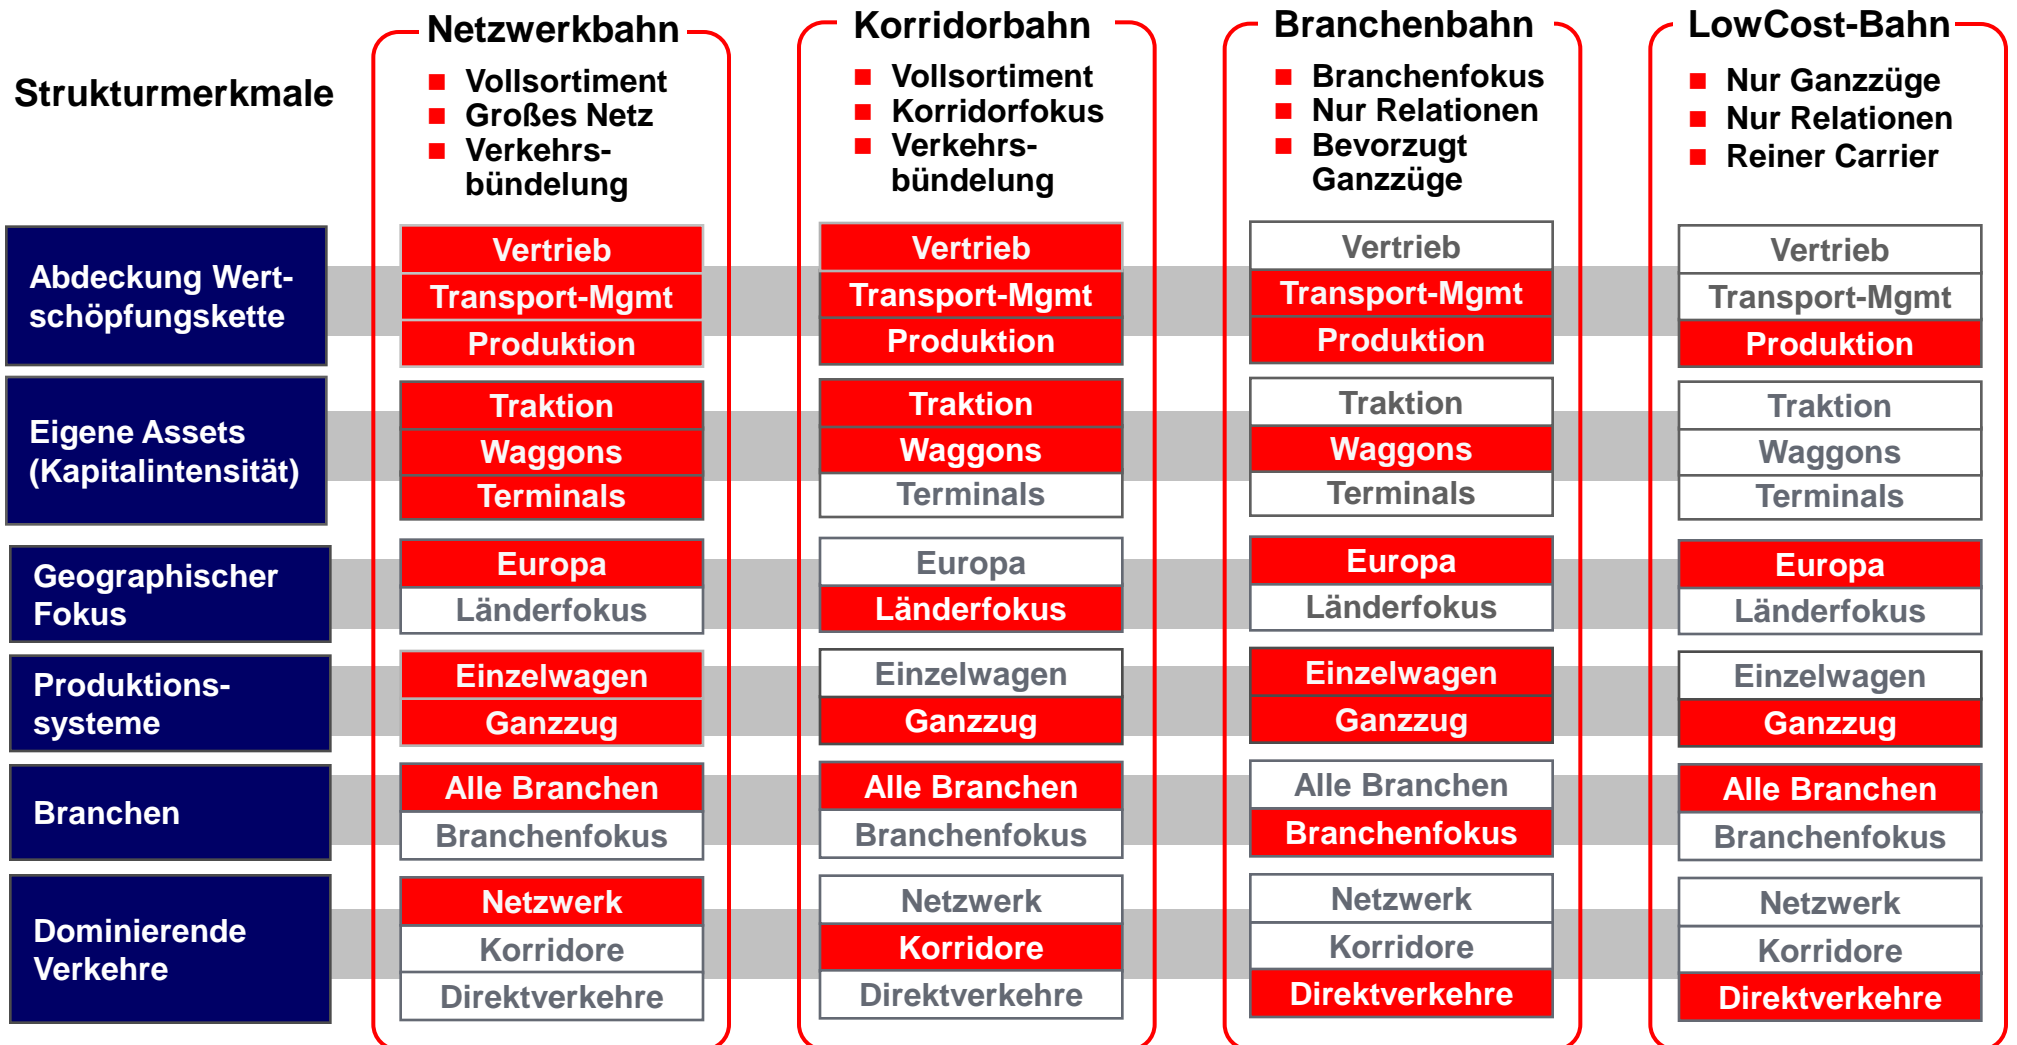 Strukturmerkmale
Netzwerkbahn
Vollsortiment
Großes Netz
Verkehrs-
bündelung
Korridorbahn
Vollsortiment
Korridorfokus
Verkehrs-
bündelung
Branchenbahn
Branchenfokus
Nur Relationen
Bevorzugt
Ganzzüge
LowCost-Bahn
Nur Ganzzüge
Nur Relationen
Reiner Carrier
Abdeckung Wert-
schöpfungskette
Vertrieb
Transport-Mgmt
Produktion
Vertrieb
Transport-Mgmt
Produktion
Vertrieb
Transport-Mgmt
Produktion
Vertrieb
Transport-Mgmt
Produktion
Eigene Assets
(Kapitalintensität)
Traktion
Waggons
Terminals
Traktion
Waggons
Terminals
Traktion
Waggons
Terminals
Traktion
Waggons
Terminals
Geographischer
Fokus
Europa
Länderfokus
Europa
Länderfokus
Europa
Länderfokus
Europa
Länderfokus
Produktions-
systeme
Einzelwagen
Ganzzug
Einzelwagen
Ganzzug
Einzelwagen
Ganzzug
Einzelwagen
Ganzzug
Branchen
Alle Branchen
Branchenfokus
Alle Branchen
Branchenfokus
Alle Branchen
Branchenfokus
Alle Branchen
Branchenfokus
Dominierende
Verkehre
Netzwerk
Korridore
Direktverkehre
Netzwerk
Korridore
Direktverkehre
Netzwerk
Korridore
Direktverkehre
Netzwerk
Korridore
Direktverkehre